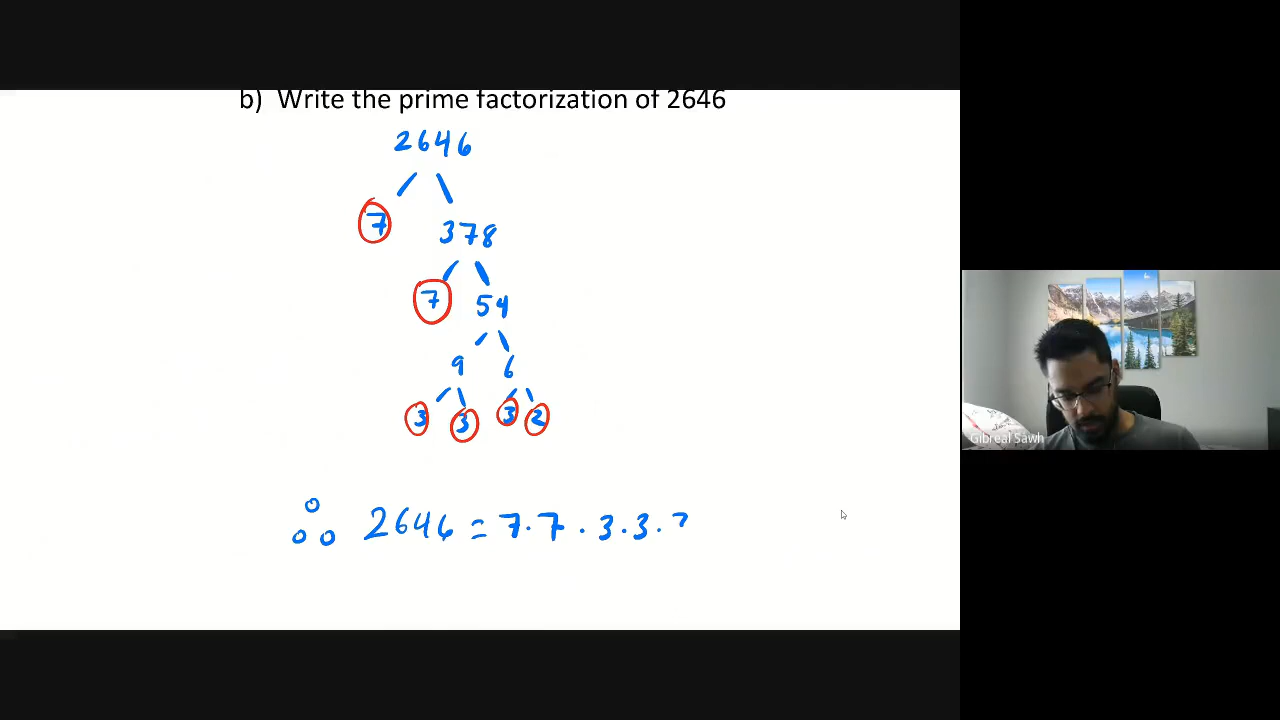 b) Write the prime factorization of 2646
2646
7 378
7 54
9 6
3 3 3 2
∴ 2646 = 7 · 7 · 3 · 3 ·
Gibreal Sawh